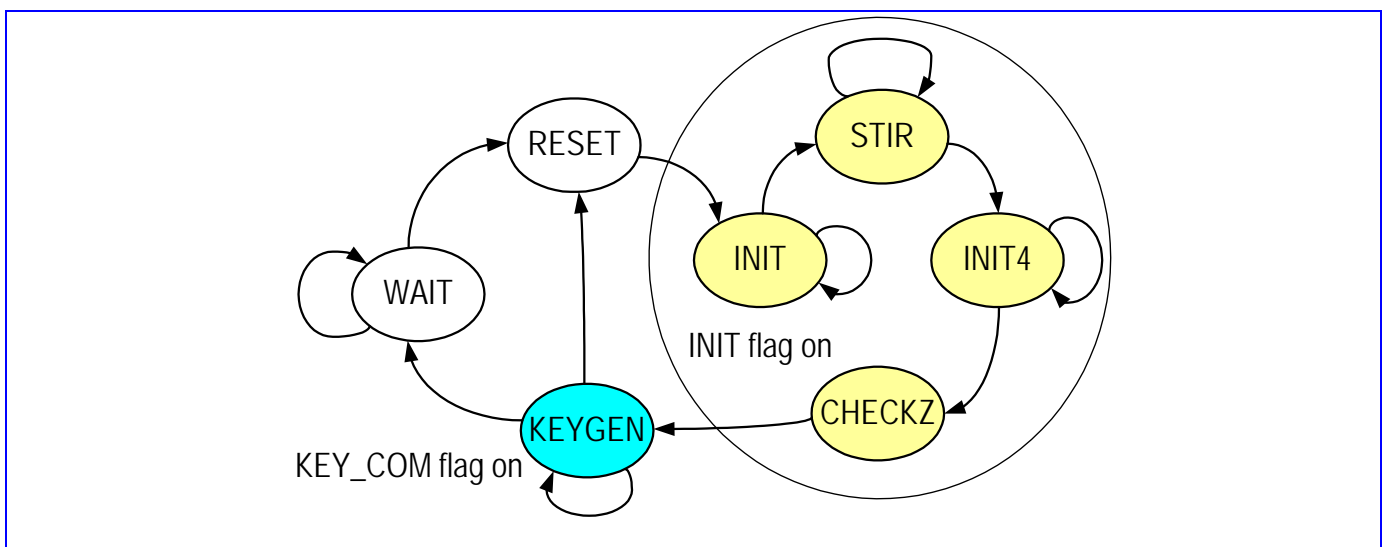 STIR
RESET
INIT
INIT4
WAIT
INIT flag on
CHECKZ
KEYGEN
KEY_COM flag on